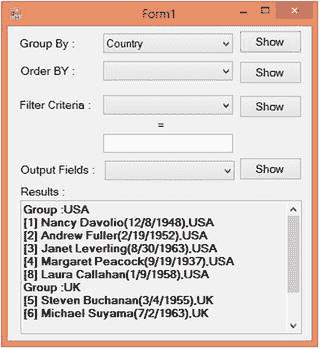 Form1
Group By : Country Show
Order BY : Show
Filter Criteria : Show
=
Output Fields : Show
Results :
Group :USA
[1] Nancy Davolio(12/8/1948),USA
[2] Andrew Fuller(2/19/1952),USA
[3] Janet Leverling(8/30/1963),USA
[4] Margaret Peacock(9/19/1937),USA
[8] Laura Callahan(1/9/1958),USA
Group :UK
[5] Steven Buchanan(3/4/1955),UK
[6] Michael Suyama(7/2/1963),UK